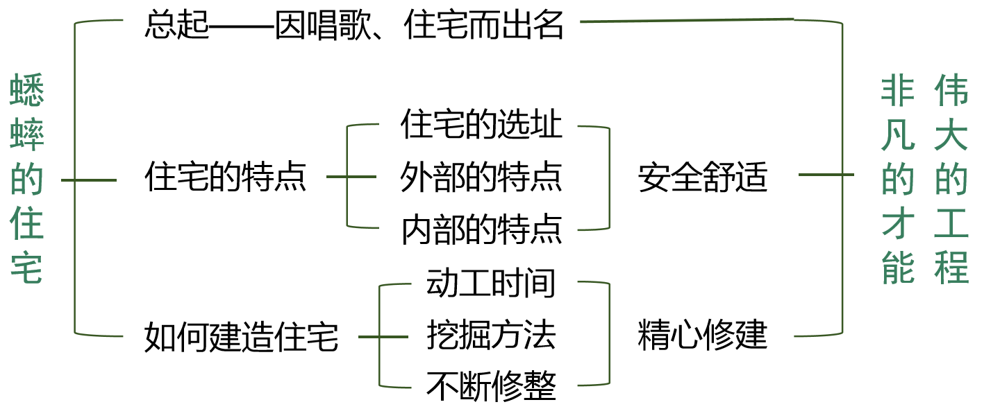 蟋蟀的住宅
总起——因唱歌、住宅而出名
住宅的特点
住宅的选址
外部的特点
内部的特点
安全舒适
如何建造住宅
动工时间
挖掘方法
不断修整
精心修建
非凡的才能
伟大的工程